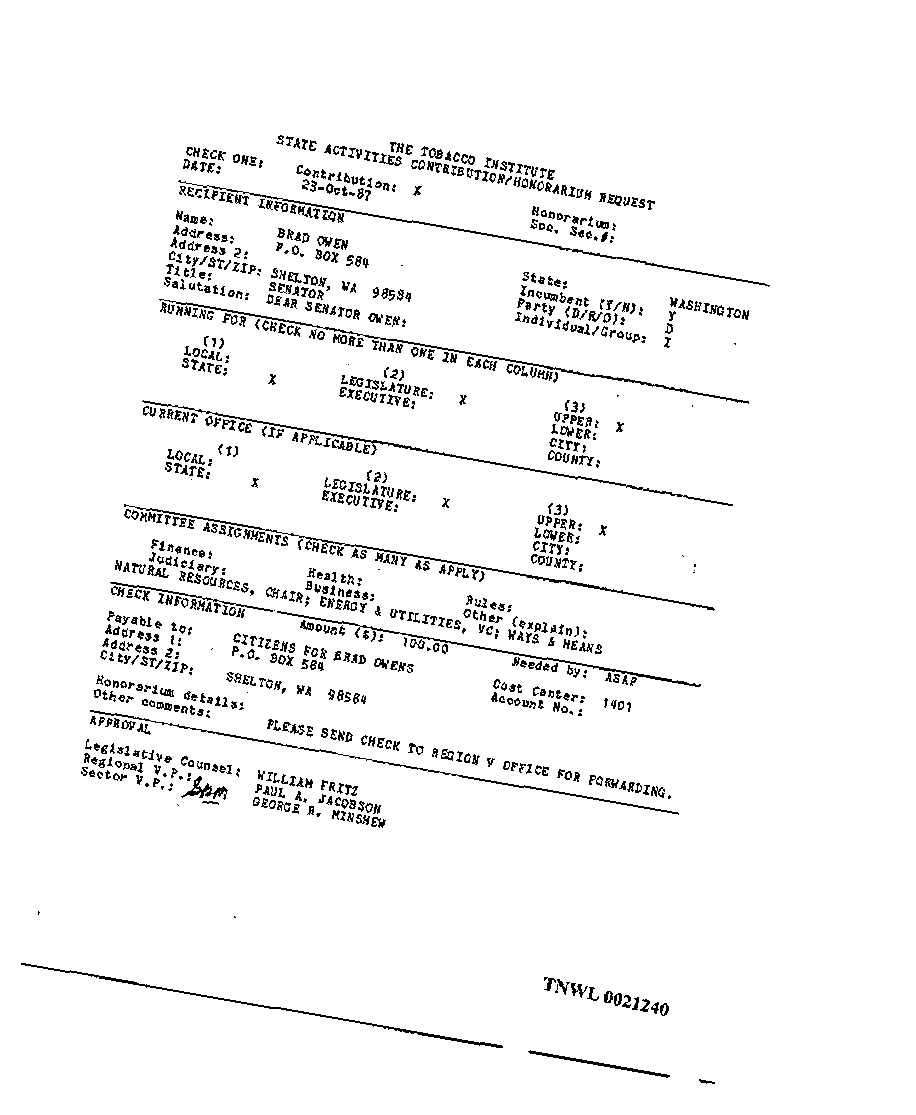 THE TOBACCO INSTITUTE
STATE ACTIVITIES CONTRIBUTION/HONORARIUM REQUEST
CHECK ONE: Contribution: X Honorarium:
DATE: 23-Oct-87 Soc. Sec.#:
RECIPIENT INFORMATION
Name: BRAD OWEN State: WASHINGTON
Address: P.O. BOX 584 Incumbent (Y/N): Y
Address 2: Party (D/R/O): D
City/ST/ZIP: SHELTON, WA 98584 Individual/Group: I
Title: SENATOR
Salutation: DEAR SENATOR OWEN:
RUNNING FOR (CHECK NO MORE THAN ONE IN EACH COLUMN)
(1) (2) (3)
LOCAL: LEGISLATURE: X UPPER: X
STATE: X EXECUTIVE: LOWER:
CITY:
COUNTY:
CURRENT OFFICE (IF APPLICABLE)
(1) (2) (3)
LOCAL: LEGISLATURE: X UPPER: X
STATE: X EXECUTIVE: LOWER:
CITY:
COUNTY:
COMMITTEE ASSIGNMENTS (CHECK AS MANY AS APPLY)
Finance: Health: Rules:
Judiciary: Business: Other (explain):
NATURAL RESOURCES, CHAIR; ENERGY & UTILITIES, VC; WAYS & MEANS
CHECK INFORMATION Amount ($): 100.00 Needed by: ASAP
Payable to: CITIZENS FOR BRAD OWENS Cost Center: 1401
Address 1: P.O. BOX 584 Account No.:
Address 2:
City/ST/ZIP: SHELTON, WA 98584
Honorarium details:
Other comments: PLEASE SEND CHECK TO REGION V OFFICE FOR FORWARDING.
APPROVAL
Legislative Counsel: WILLIAM FRITZ
Regional V.P.: PAUL A. JACOBSON
Sector V.P.: GEORGE R. MINSHEW
TNWL 0021240